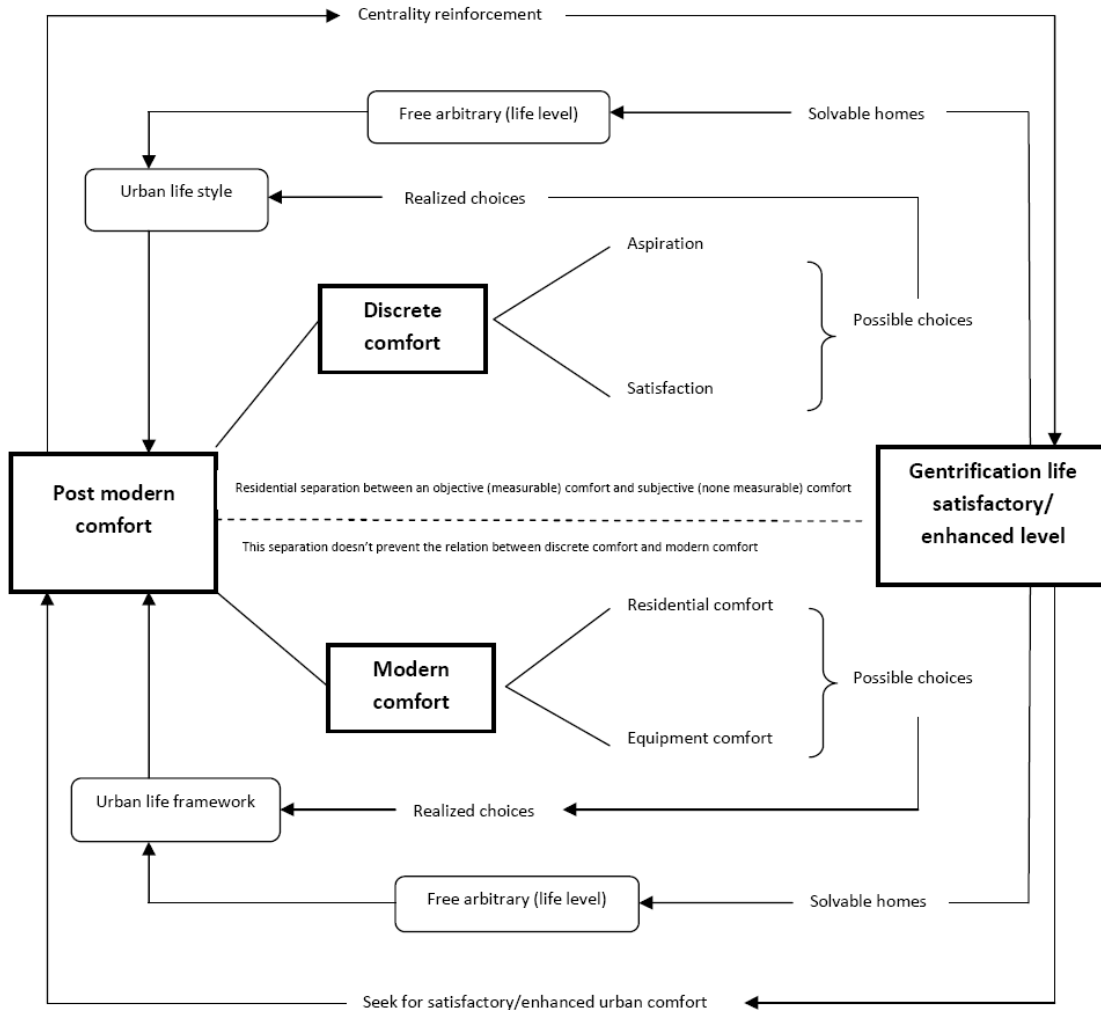 Centrality reinforcement
Free arbitrary (life level)
Solvable homes
Urban life style
Realized choices
Aspiration
Discrete
comfort
Possible choices
Satisfaction
Post modern
comfort
Residential separation between an objective (measurable) comfort and subjective (none measurable) comfort
This separation doesn't prevent the relation between discrete comfort and modern comfort
Gentrification life
satisfactory/
enhanced level
Residential comfort
Modern
comfort
Possible choices
Equipment comfort
Urban life framework
Realized choices
Free arbitrary (life level)
Solvable homes
Seek for satisfactory/enhanced urban comfort